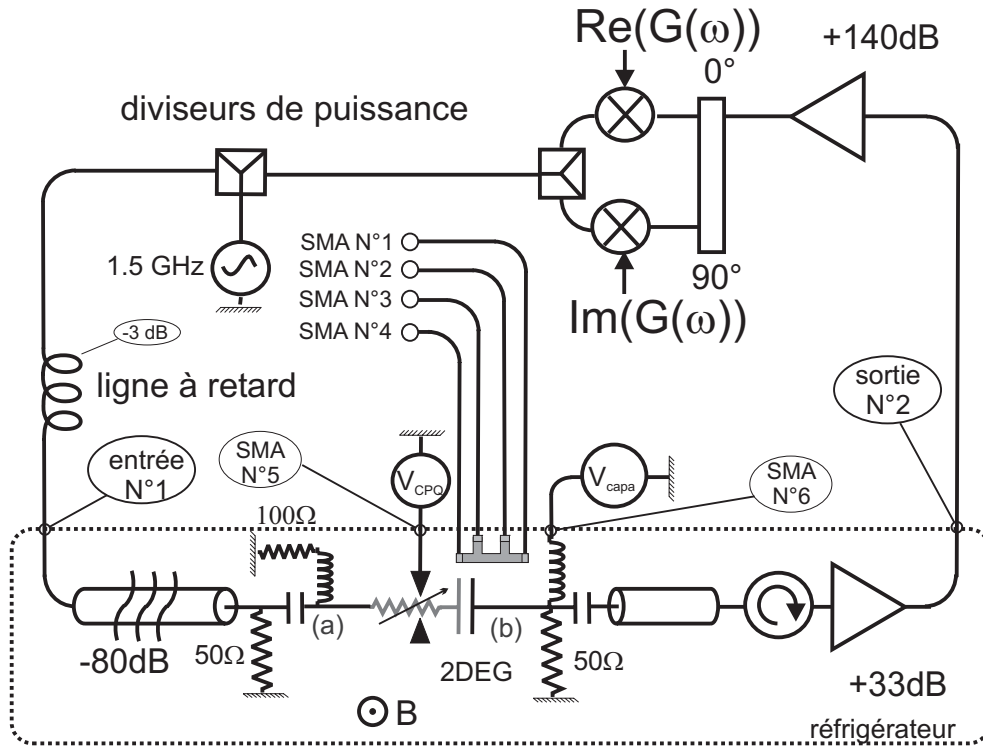 Re(G(ω))
+140dB
0°
diviseurs de puissance
1.5 GHz
SMA N°1
SMA N°2
SMA N°3
SMA N°4
90°
Im(G(ω))
-3 dB
ligne à retard
entrée
N°1
SMA
N°5
V_CPQ
V_capa
SMA
N°6
sortie
N°2
100Ω
-80dB
50Ω
(a)
2DEG
(b)
50Ω
+33dB
B
réfrigérateur